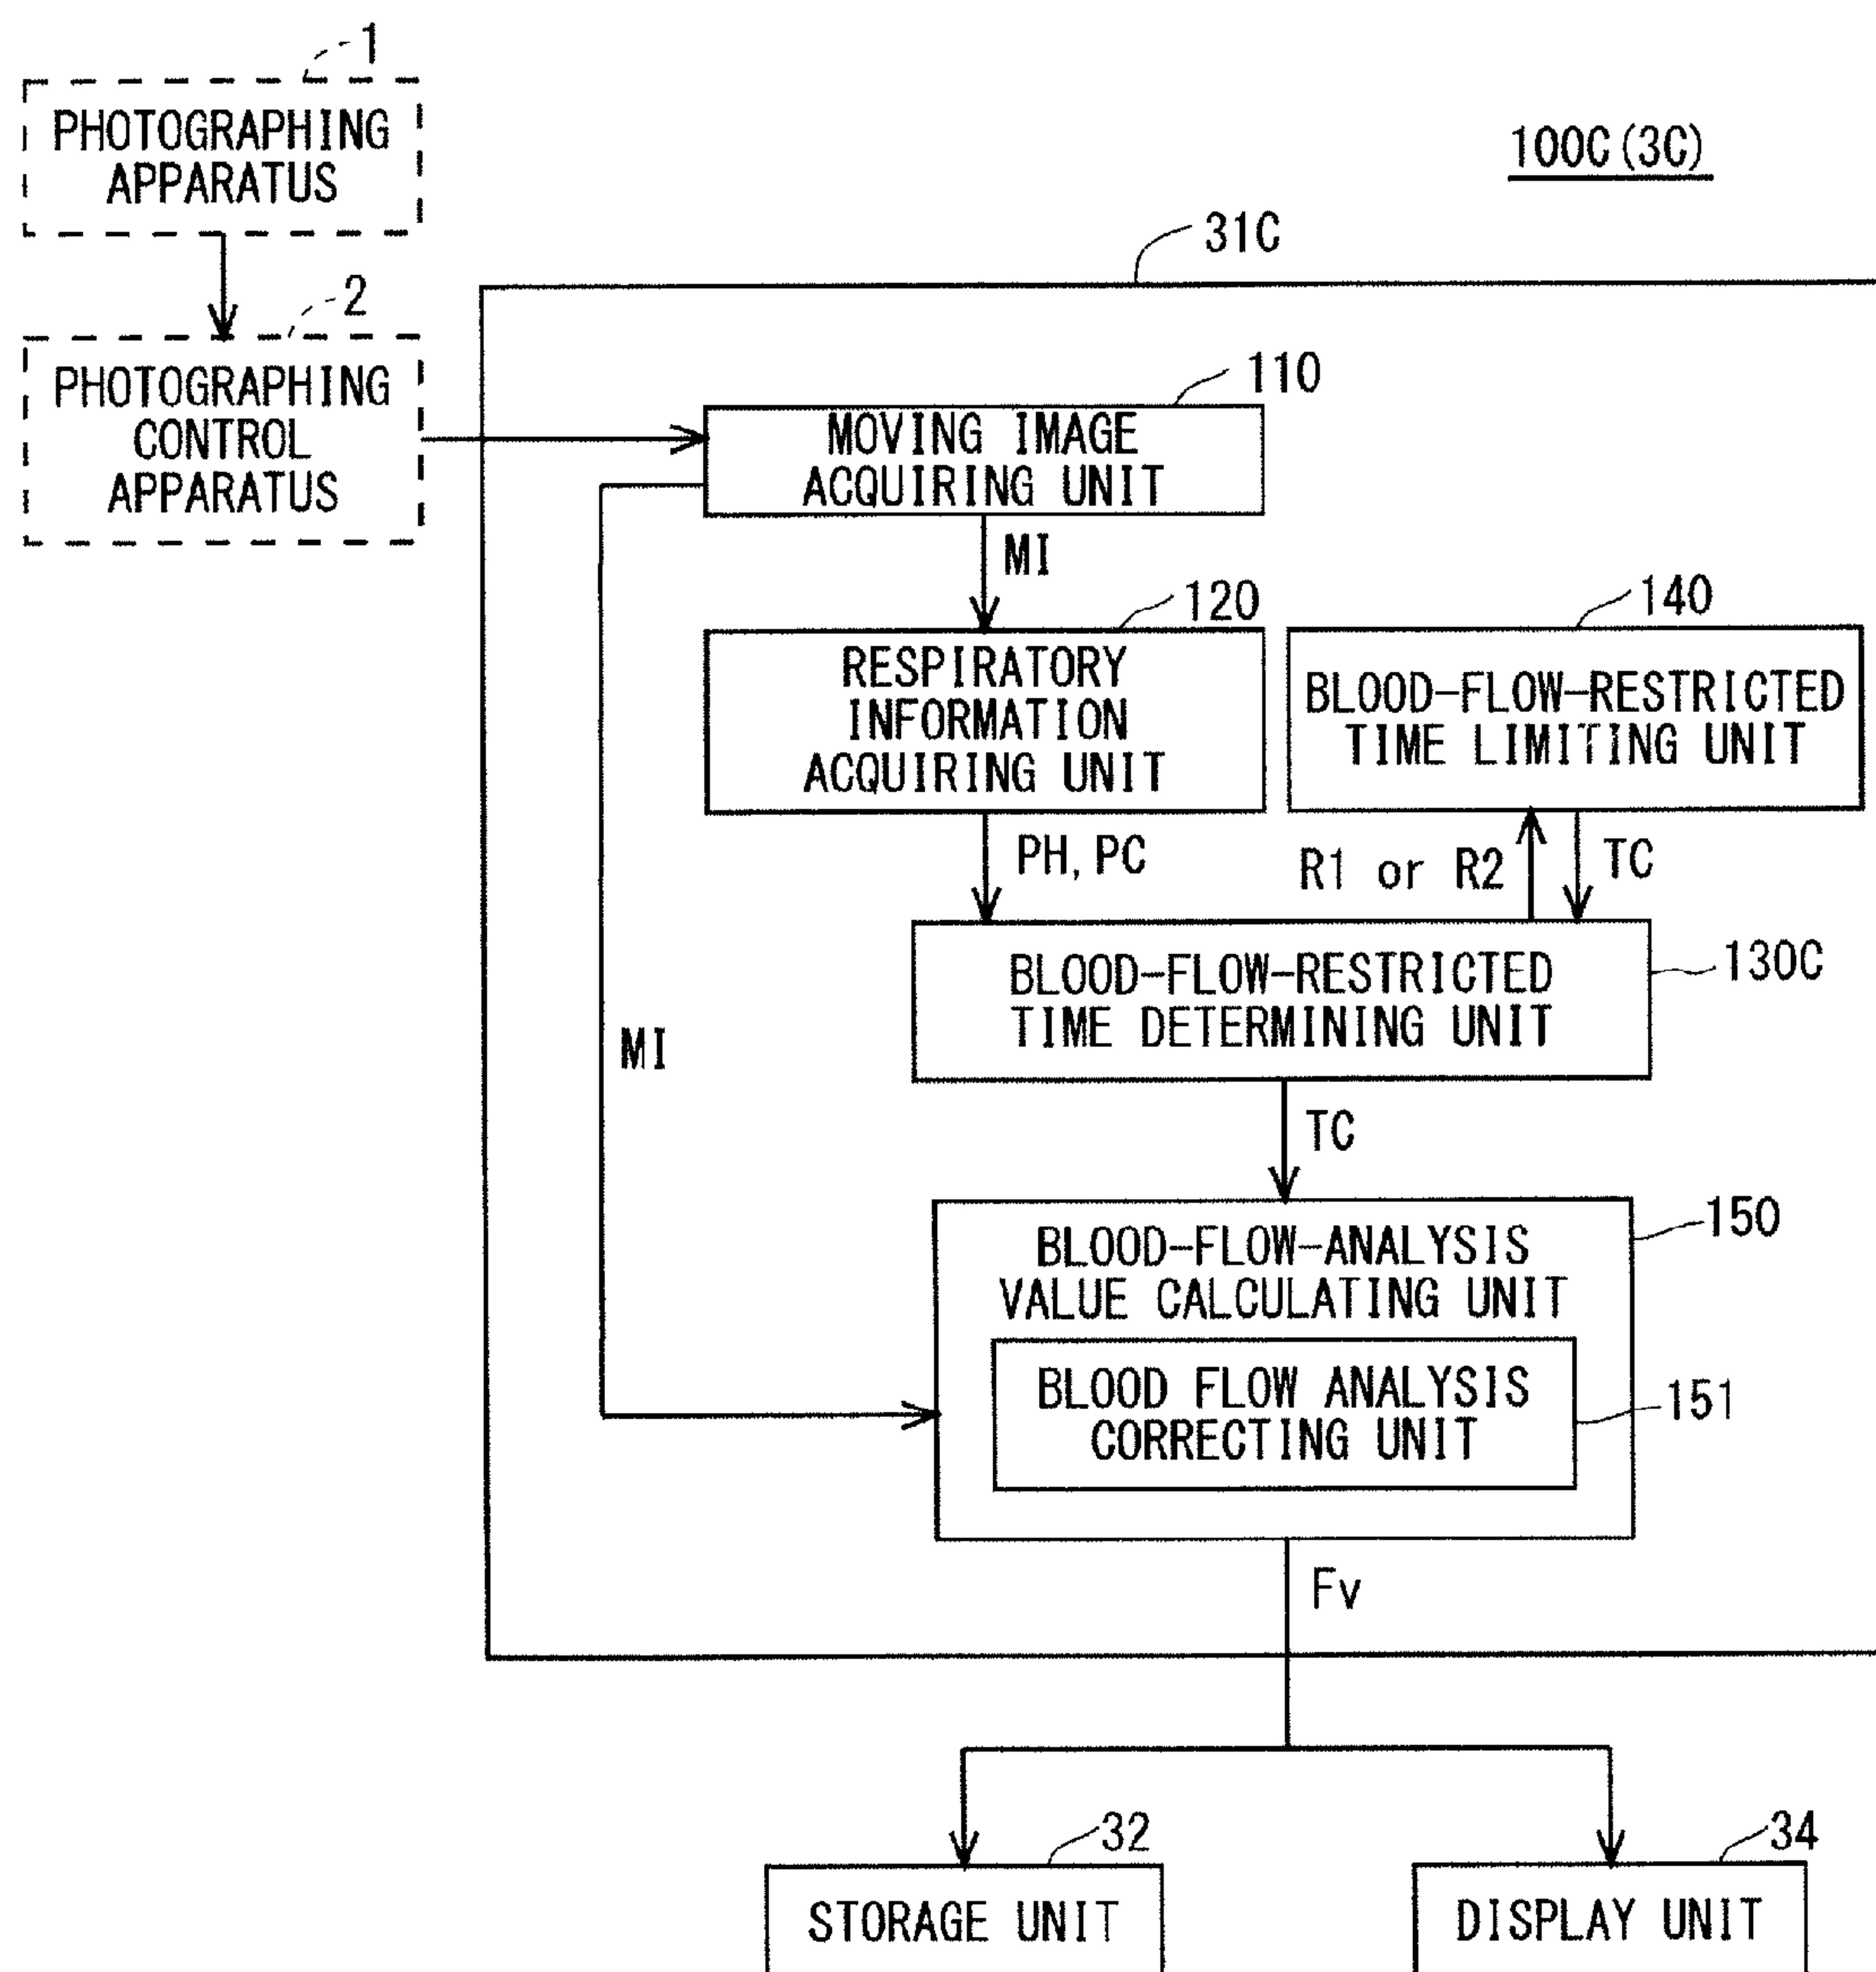 1
PHOTOGRAPHING
APPARATUS
100C(3C)
31C
2
PHOTOGRAPHING
CONTROL
APPARATUS
110
MOVING IMAGE
ACQUIRING UNIT
MI
120
RESPIRATORY
INFORMATION
ACQUIRING UNIT
140
BLOOD-FLOW-RESTRICTED
TIME LIMITING UNIT
PH, PC
R1 or R2
TC
BLOOD-FLOW-RESTRICTED
TIME DETERMINING UNIT
130C
MI
TC
BLOOD-FLOW-ANALYSIS
VALUE CALCULATING UNIT
150
BLOOD FLOW ANALYSIS
CORRECTING UNIT
151
Fv
32
STORAGE UNIT
34
DISPLAY UNIT